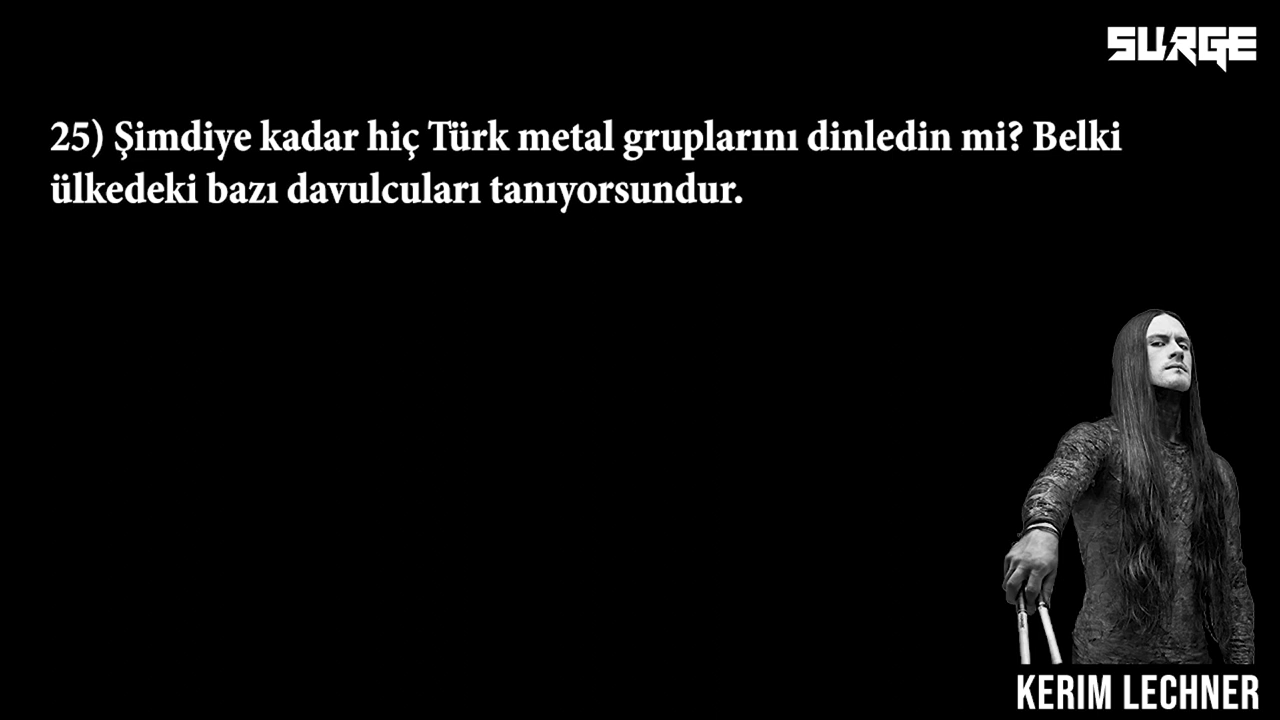 SURGE
25) Şimdiye kadar hiç Türk metal gruplarını dinledin mi? Belki
ülkedeki bazı davulcuları tanıyorsundur.
KERIM LECHNER